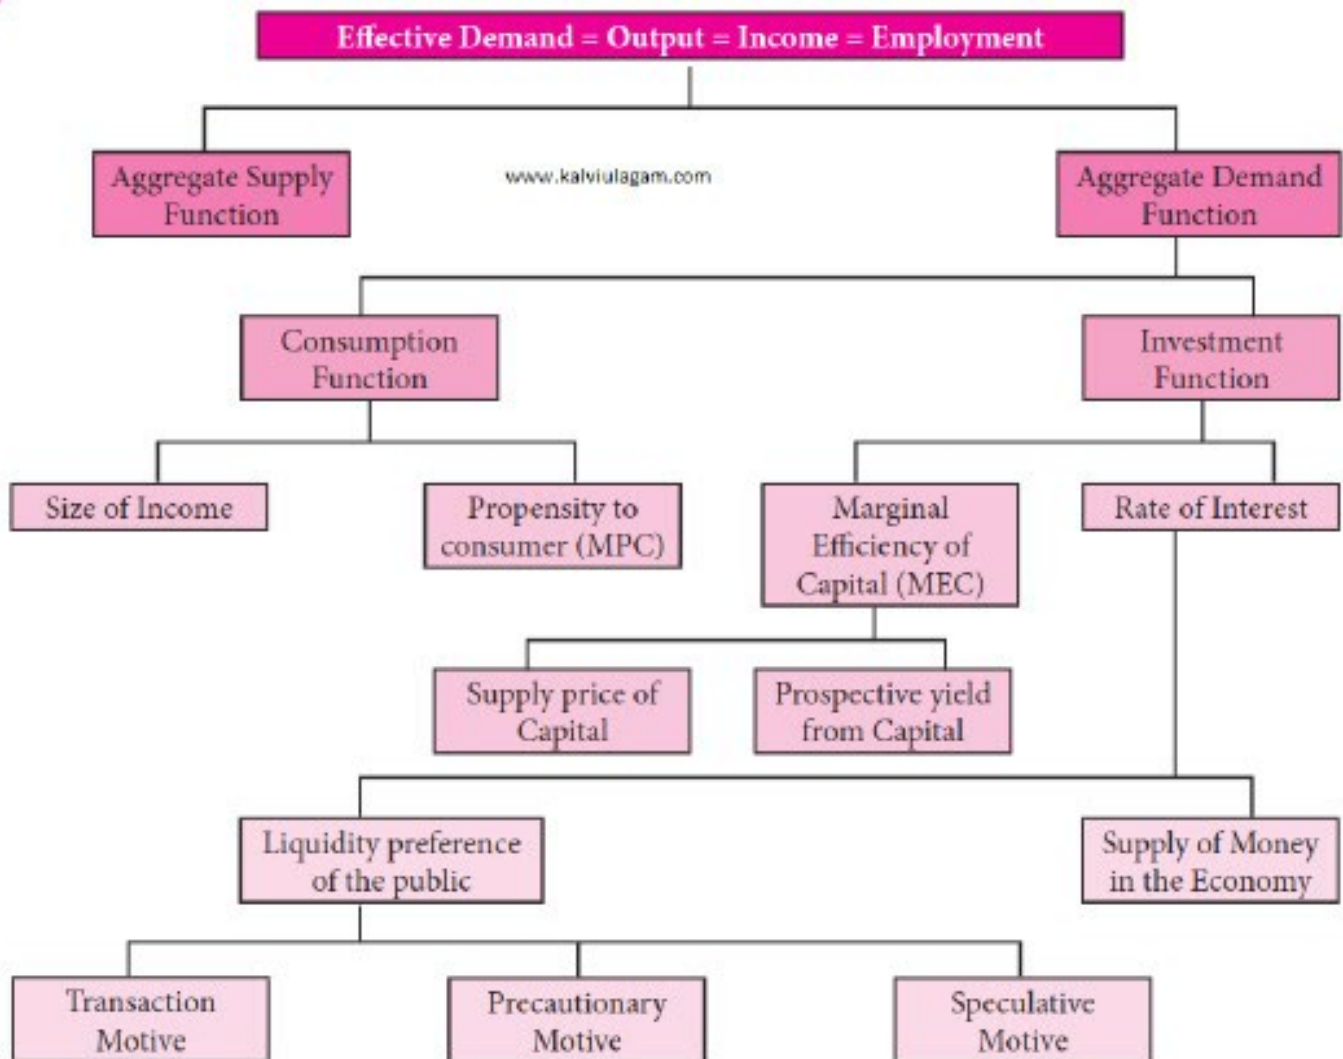 Effective Demand = Output = Income = Employment
Aggregate Supply
Function
www.kalviulagam.com
Aggregate Demand
Function
Consumption
Function
Investment
Function
Size of Income
Propensity to
consumer (MPC)
Marginal
Efficiency of
Capital (MEC)
Rate of Interest
Supply price of
Capital
Prospective yield
from Capital
Liquidity preference
of the public
Supply of Money
in the Economy
Transaction
Motive
Precautionary
Motive
Speculative
Motive